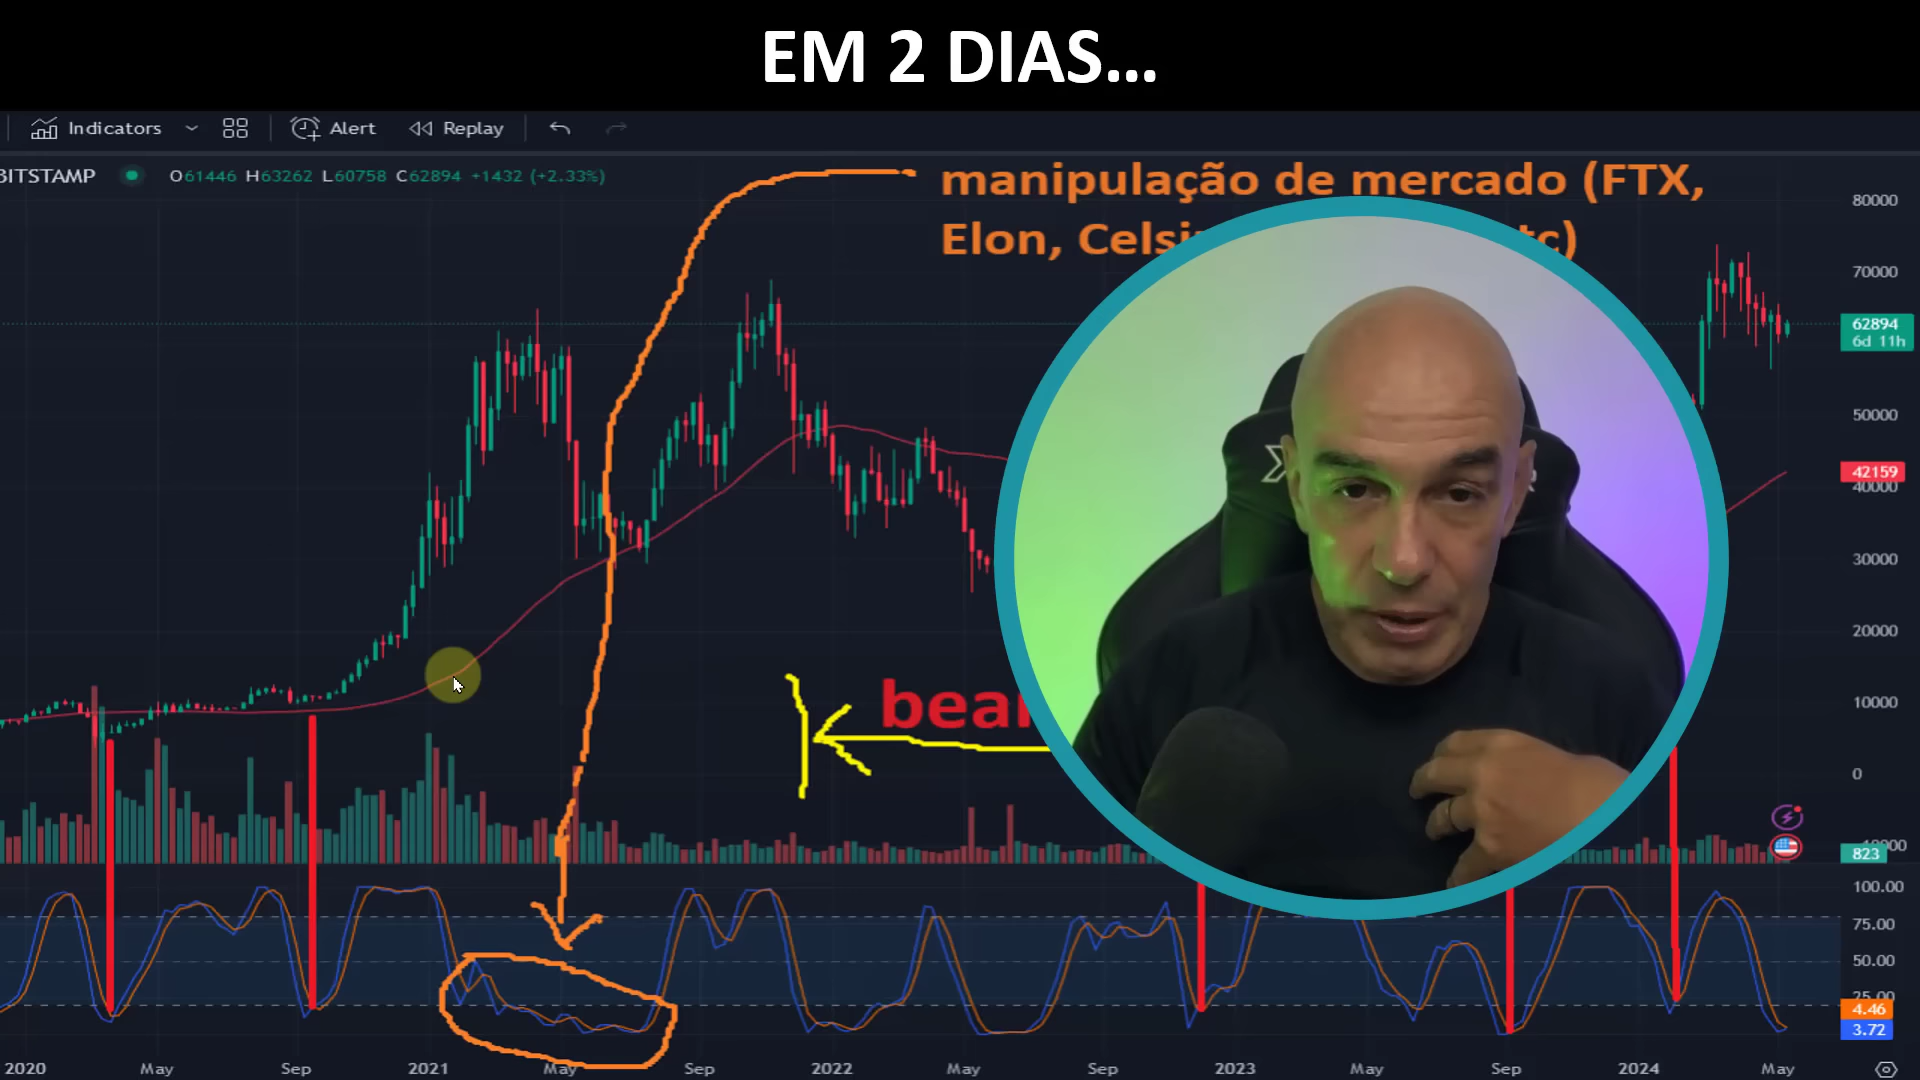 EM 2 DIAS...
Indicators
Alert
Replay
BITSTAMP
O61446 H63262 L60758 C62894 +1432 (+2.33%)
manipulação de mercado (FTX,
Elon,
tc)
80000
70000
62894
6d 11h
50000
42159
40000
30000
20000
10000
0
823
bear
100.00
75.00
50.00
25.00
4.46
3.72
2020 May Sep 2021 May Sep 2022 May Sep 2023 May Sep 2024 May